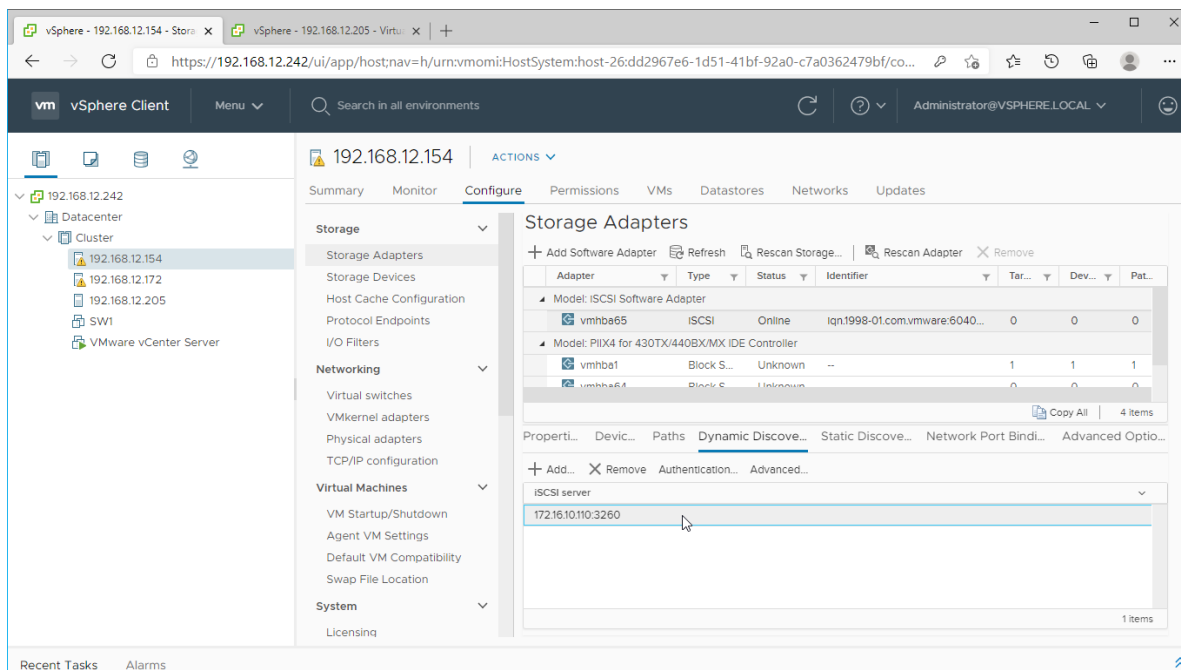 vSphere - 192.168.12.154 - Stora
vSphere - 192.168.12.205 - Virtu
https://192.168.12.242/ui/app/host;nav=h/urn:vmomi:HostSystem:host-26:dd2967e6-1d51-41bf-92a0-c7a0362479bf/co...
vm vSphere Client Menu Search in all environments Administrator@VSPHERE.LOCAL
192.168.12.242
Datacenter
Cluster
192.168.12.154
192.168.12.172
192.168.12.205
SW1
VMware vCenter Server
192.168.12.154 ACTIONS
Summary Monitor Configure Permissions VMs Datastores Networks Updates
Storage
Storage Adapters
Storage Devices
Host Cache Configuration
Protocol Endpoints
I/O Filters
Networking
Virtual switches
VMkernel adapters
Physical adapters
TCP/IP configuration
Virtual Machines
VM Startup/Shutdown
Agent VM Settings
Default VM Compatibility
Swap File Location
System
Licensing
Storage Adapters
Add Software Adapter Refresh Rescan Storage... Rescan Adapter Remove
Adapter Type Status Identifier Tar... Dev... Pat...
Model: iSCSI Software Adapter
vmhba65 iSCSI Online iqn.1998-01.com.vmware:6040... 0 0 0
Model: PIIX4 for 430TX/440BX/MX IDE Controller
vmhba1 Block S... Unknown -- 1 1 1
vmhba64 Block S... Unknown -- 0 0 0
Copy All 4 items
Properti... Devic... Paths Dynamic Discove... Static Discove... Network Port Bindi... Advanced Optio...
Add... Remove Authentication... Advanced...
iSCSI server
172.16.10.110:3260
1 items
Recent Tasks Alarms